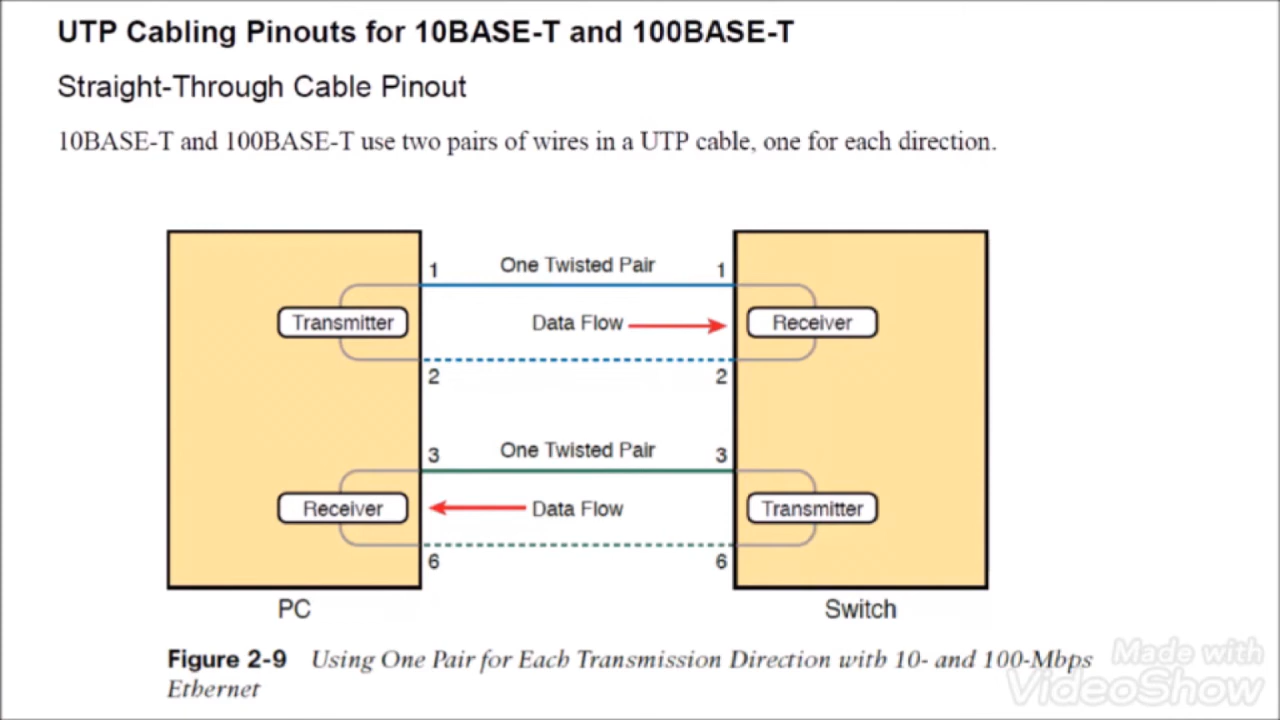 UTP Cabling Pinouts for 10BASE-T and 100BASE-T
Straight-Through Cable Pinout
10BASE-T and 100BASE-T use two pairs of wires in a UTP cable, one for each direction.
1 One Twisted Pair 1
Transmitter Data Flow Receiver
2 2
3 One Twisted Pair 3
Receiver Data Flow Transmitter
6 6
PC Switch
Figure 2-9 Using One Pair for Each Transmission Direction with 10- and 100-Mbps
Ethernet
Made with
VideoShow